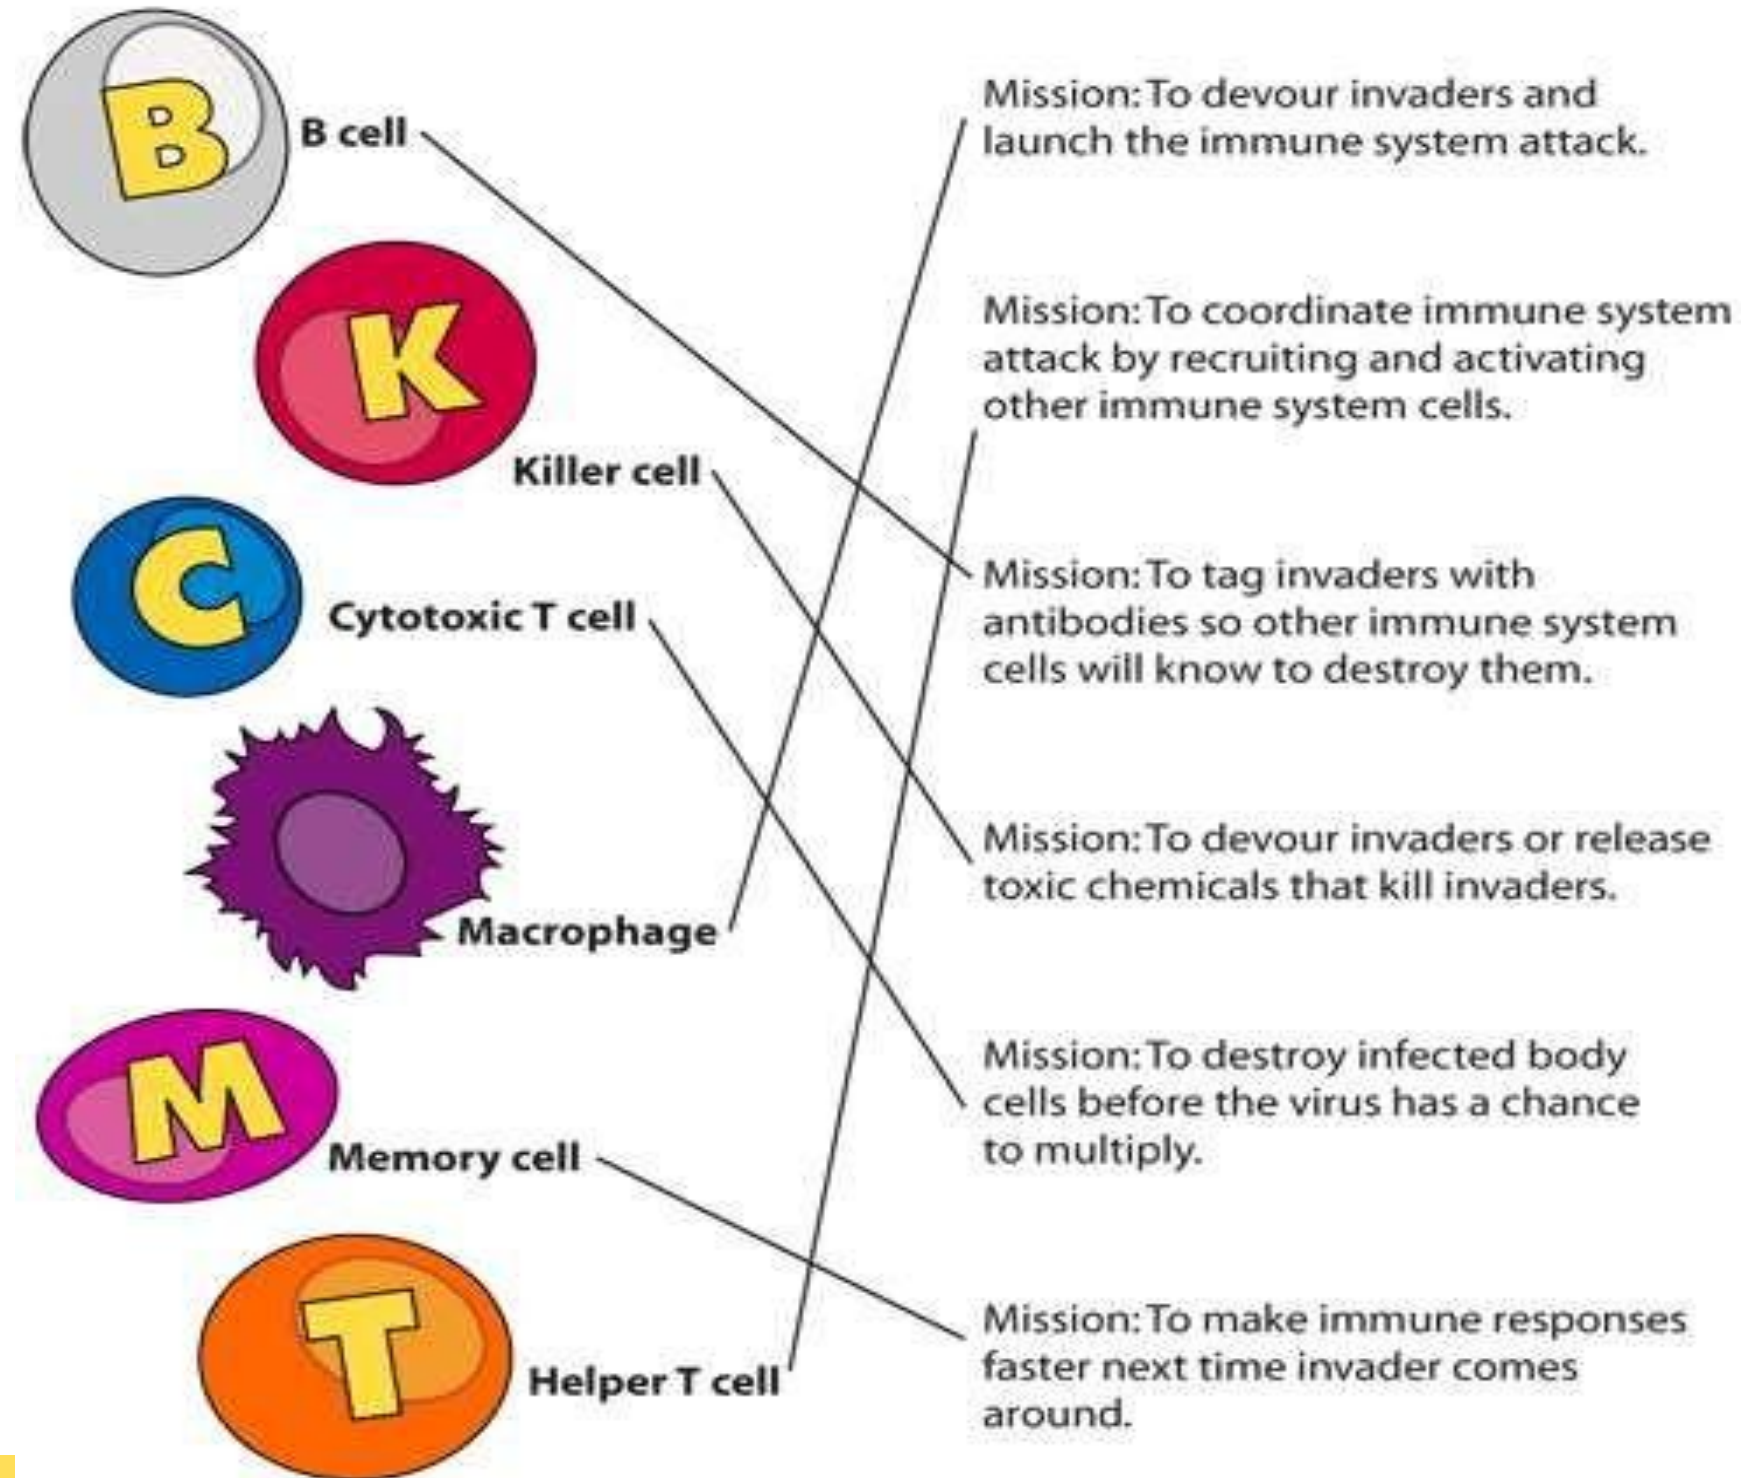 B
B cell
K
Killer cell
C
Cytotoxic T cell
Macrophage
M
Memory cell
T
Helper T cell
Mission: To devour invaders and
launch the immune system attack.
Mission: To coordinate immune system
attack by recruiting and activating
other immune system cells.
Mission: To tag invaders with
antibodies so other immune system
cells will know to destroy them.
Mission: To devour invaders or release
toxic chemicals that kill invaders.
Mission: To destroy infected body
cells before the virus has a chance
to multiply.
Mission: To make immune responses
faster next time invader comes
around.